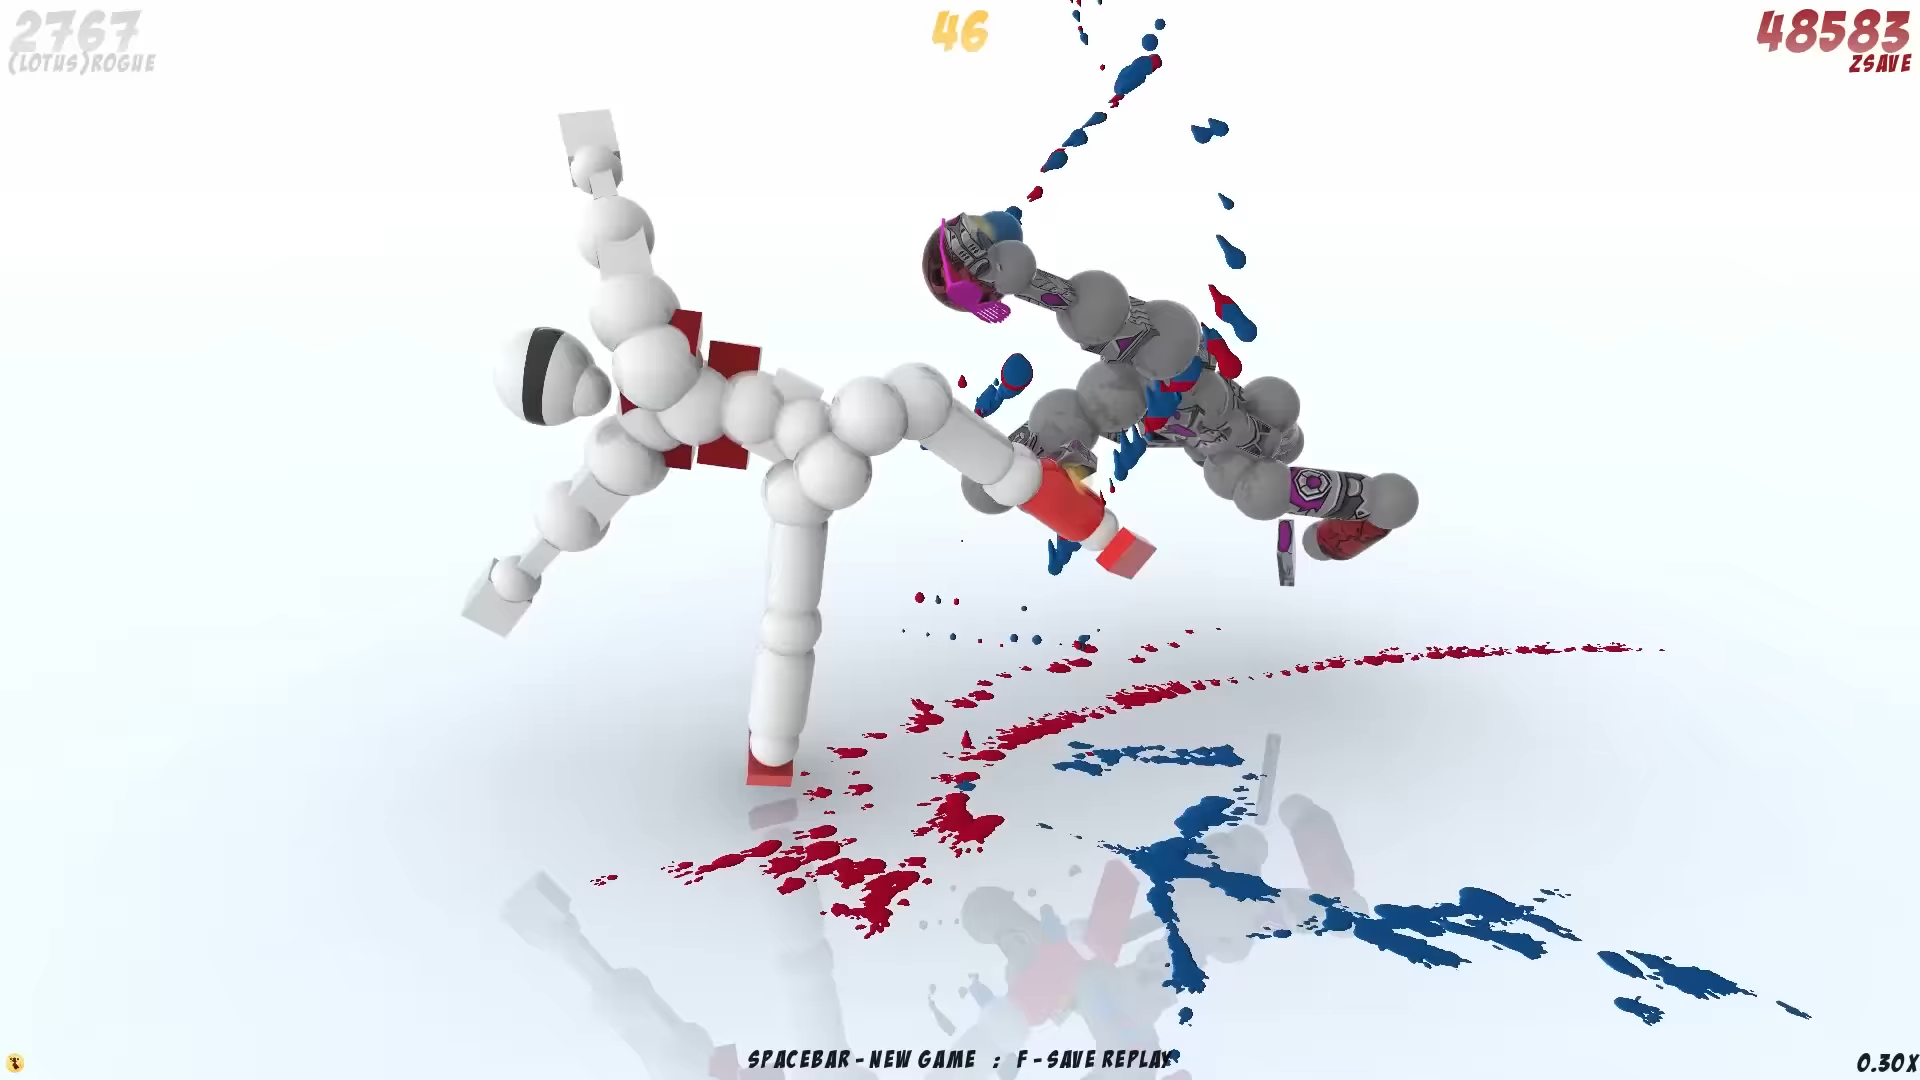 2767
(LOTUS)ROGUE
46
48583
ZSAVE
SPACEBAR - NEW GAME : F - SAVE REPLAY
0.30X